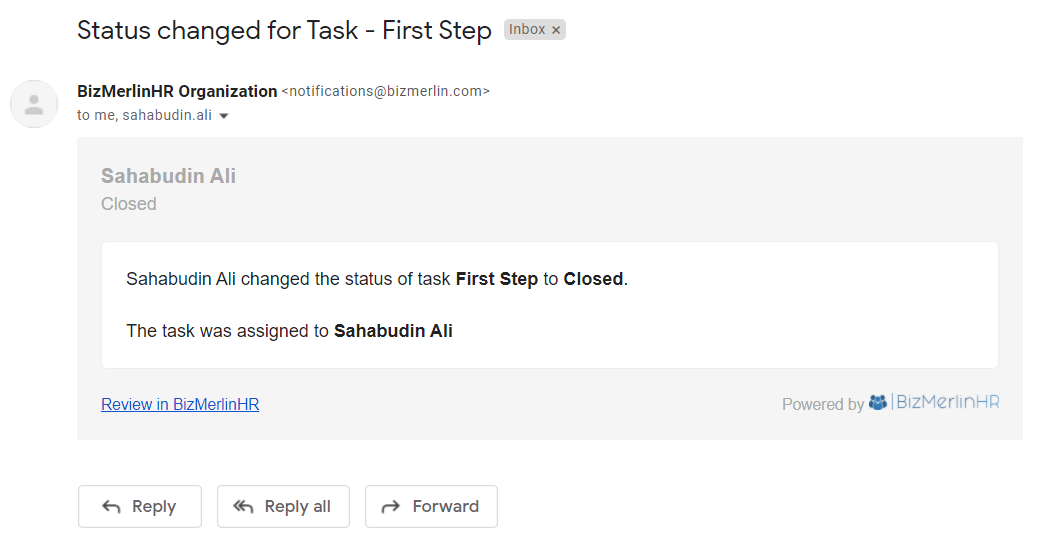 Status changed for Task - First Step Inbox ×
BizMerlinHR Organization <notifications@bizmerlin.com>
to me, sahabudin.ali
Sahabudin Ali
Closed
Sahabudin Ali changed the status of task First Step to Closed.
The task was assigned to Sahabudin Ali
Review in BizMerlinHR Powered by BizMerlinHR
Reply Reply all Forward